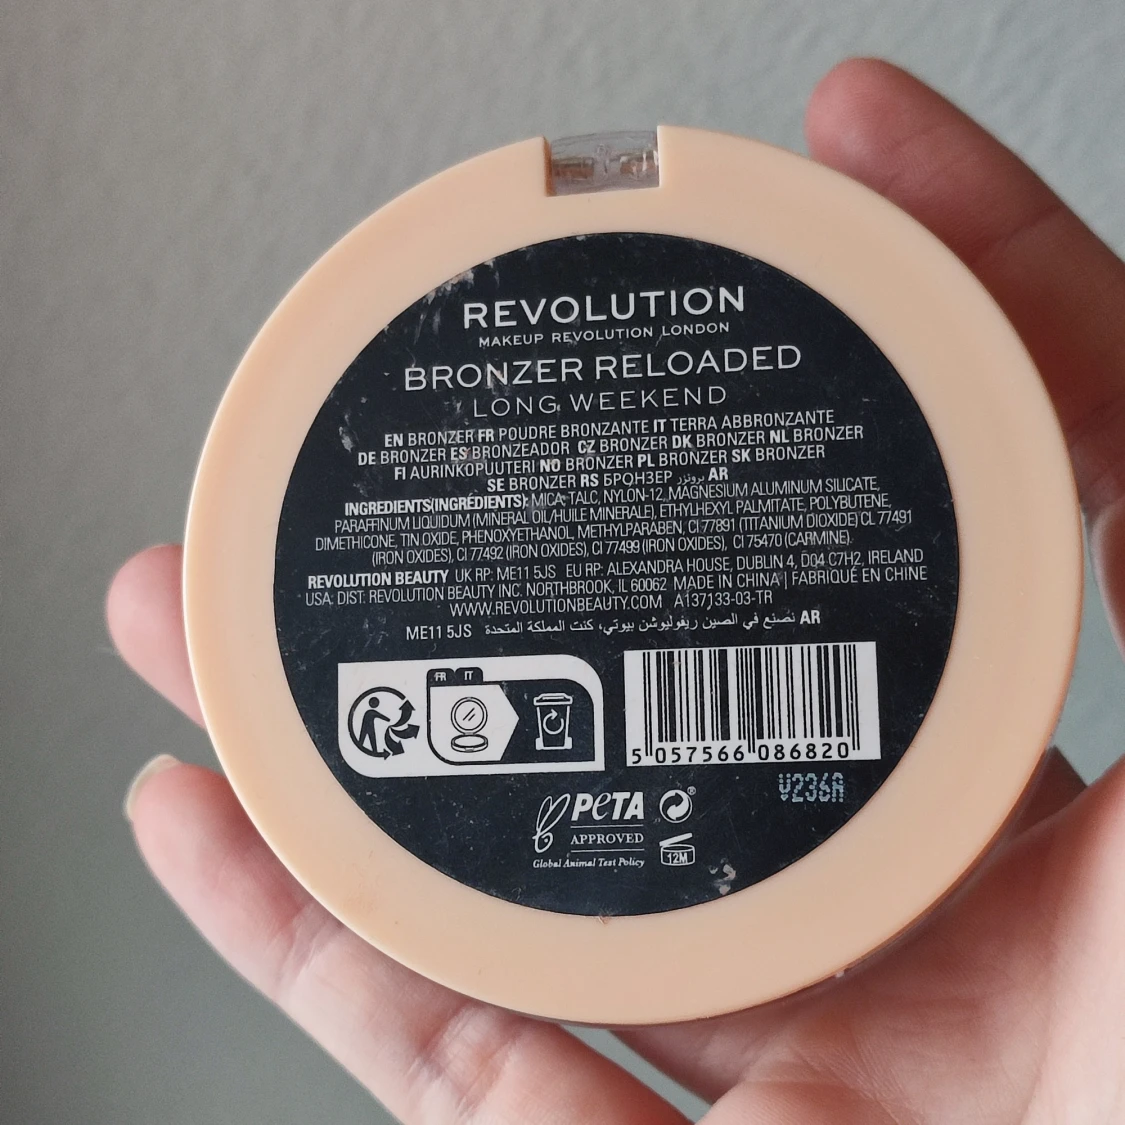 REVOLUTION
MAKEUP REVOLUTION LONDON
BRONZER RELOADED
LONG WEEKEND
EN BRONZER FR POUDRE BRONZANTE IT TERRA ABBRONZANTE
DE BRONZER ES BRONZEADOR CZ BRONZER DK BRONZER NL BRONZER
FI AURINKOPUUTERI NO BRONZER PL BRONZER SK BRONZER
SE BRONZER RS БРОНЗЕР برونزر AR
INGREDIENTS(INGRÉDIENTS): MICA, TALC, NYLON-12, MAGNESIUM ALUMINUM SILICATE,
PARAFFINUM LIQUIDUM (MINERAL OIL/HUILE MINERALE), ETHYLHEXYL PALMITATE, POLYBUTENE,
DIMETHICONE, TIN OXIDE, PHENOXYETHANOL, METHYLPARABEN, CI 77891 (TITANIUM DIOXIDE) CL 77491
(IRON OXIDES), CI 77492 (IRON OXIDES), CI 77499 (IRON OXIDES), CI 75470 (CARMINE).
REVOLUTION BEAUTY UK RP: ME11 5JS EU RP: ALEXANDRA HOUSE, DUBLIN 4, D04 C7H2, IRELAND
USA: DIST: REVOLUTION BEAUTY INC. NORTHBROOK, IL 60062 MADE IN CHINA | FABRIQUÉ EN CHINE
WWW.REVOLUTIONBEAUTY.COM A137133-03-TR
ME11 5JS تصنع في الصين ريفوليوشن بيوتي، كنت المملكة المتحدة AR
FR IT
5 057566 086820
V236A
PETA
APPROVED
Global Animal Test Policy
12M